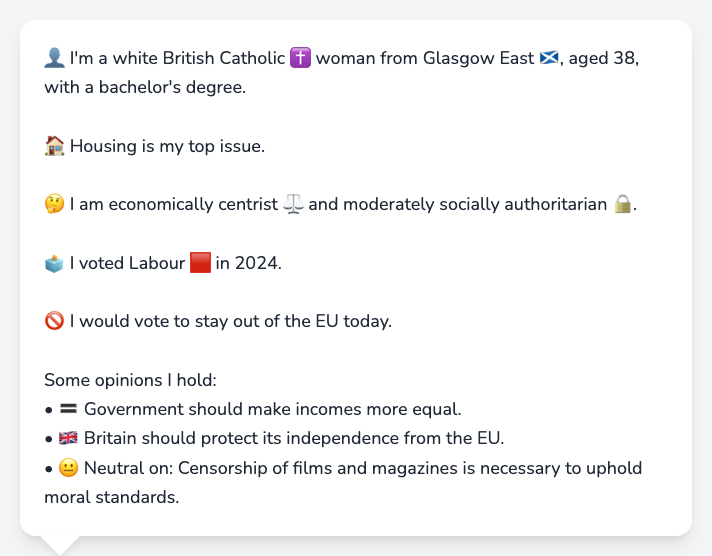 👤 I'm a white British Catholic ✝️ woman from Glasgow East 🏴󠁧󠁢󠁳󠁣󠁴󠁿, aged 38,
with a bachelor's degree.
🏠 Housing is my top issue.
🤔 I am economically centrist ⚖️ and moderately socially authoritarian 🔒.
🗳️ I voted Labour 🟥 in 2024.
🚫 I would vote to stay out of the EU today.
Some opinions I hold:
• 🟰 Government should make incomes more equal.
• 🇬🇧 Britain should protect its independence from the EU.
• 😐 Neutral on: Censorship of films and magazines is necessary to uphold
moral standards.